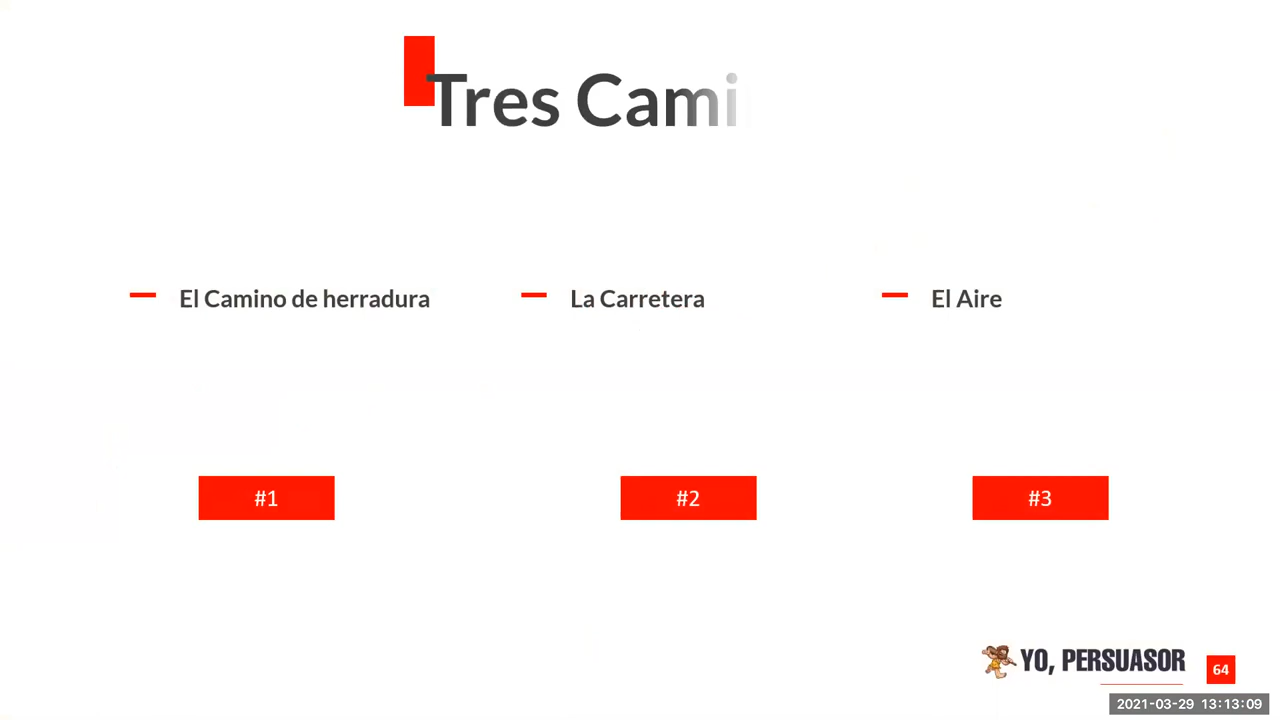 Tres Cami
El Camino de herradura
La Carretera
El Aire
#1
#2
#3
YO, PERSUASOR
64
2021-03-29 13:13:09